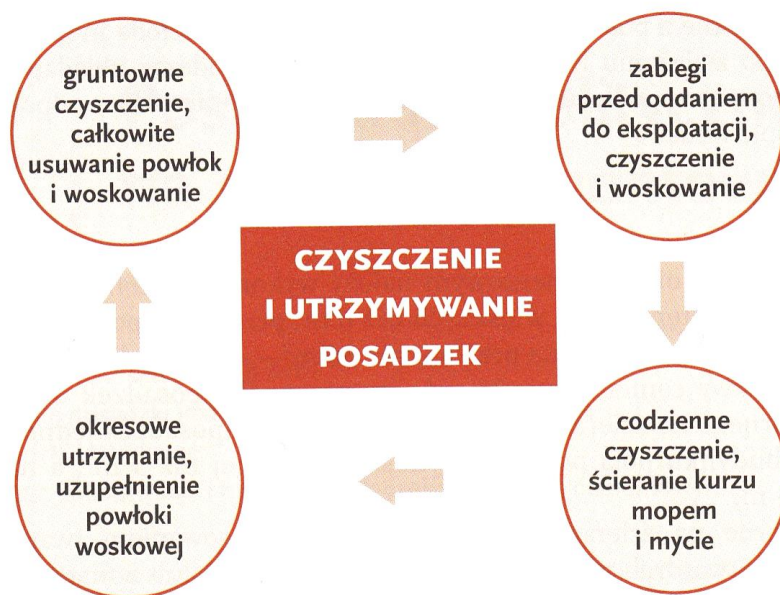 gruntowne
czyszczenie,
całkowite
usuwanie powłok
i woskowanie
zabiegi
przed oddaniem
do eksploatacji,
czyszczenie
i woskowanie
CZYSZCZENIE
I UTRZYMYWANIE
POSADZEK
okresowe
utrzymanie,
uzupełnienie
powłoki
woskowej
codzienne
czyszczenie,
ścieranie kurzu
mopem
i mycie